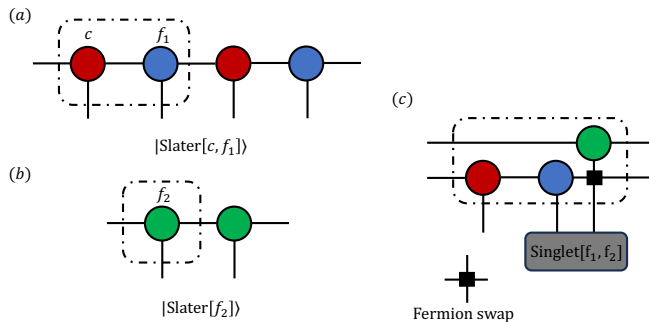 (a)
c f₁
|Slater[c, f₁]⟩
(b)
f₂
|Slater[f₂]⟩
(c)
Singlet[f₁, f₂]
Fermion swap